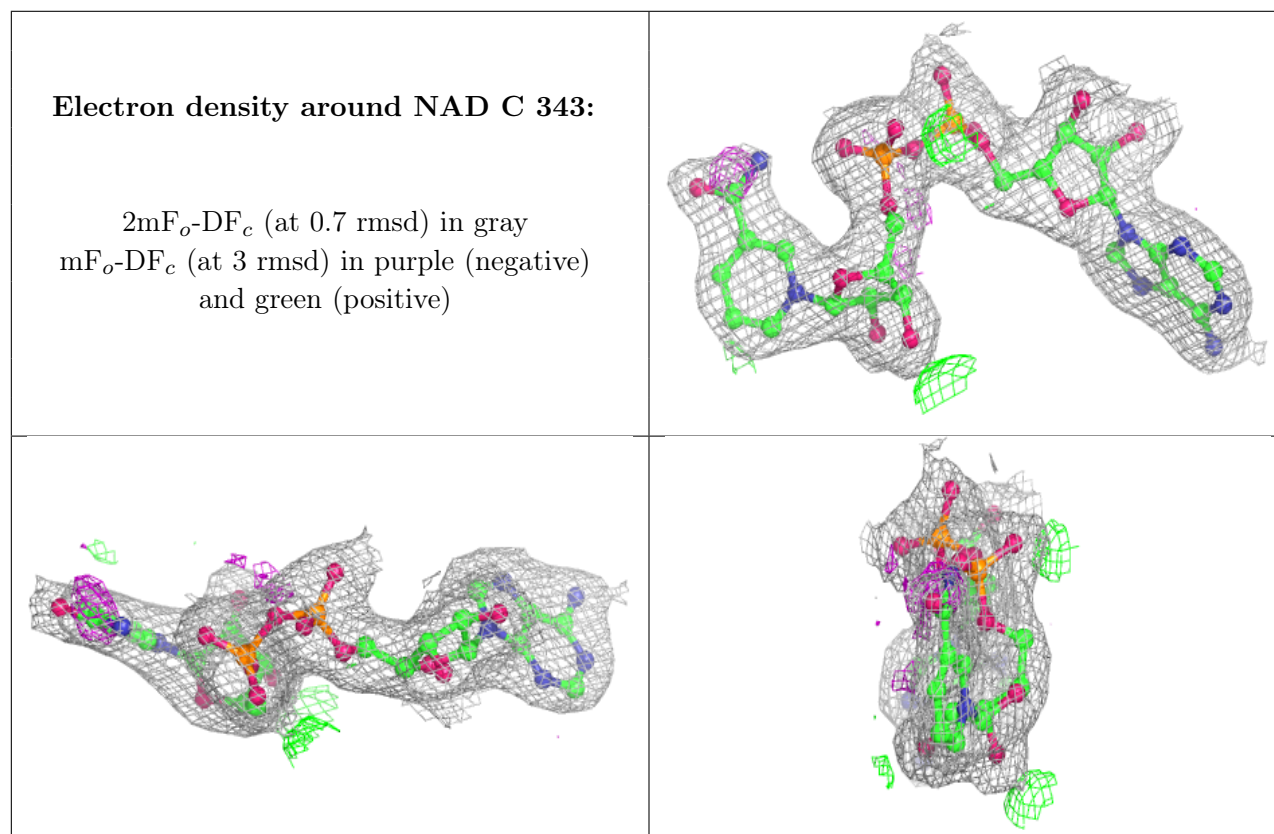 Electron density around NAD C 343:
2mFo-DFc (at 0.7 rmsd) in gray
mFo-DFc (at 3 rmsd) in purple (negative)
and green (positive)